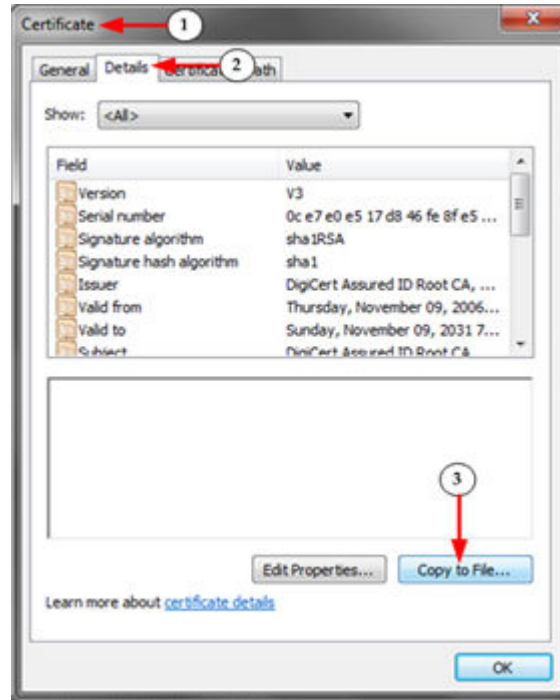 Certificate
1
General Details Certificat 2 ath
Show: <All>
Field Value
Version V3
Serial number 0c e7 e0 e5 17 d8 46 fe 8f e5 ...
Signature algorithm sha1RSA
Signature hash algorithm sha1
Issuer DigiCert Assured ID Root CA, ...
Valid from Thursday, November 09, 2006...
Valid to Sunday, November 09, 2031 7...
Subject DigiCert Assured ID Root CA
3
Edit Properties... Copy to File...
Learn more about certificate details
OK